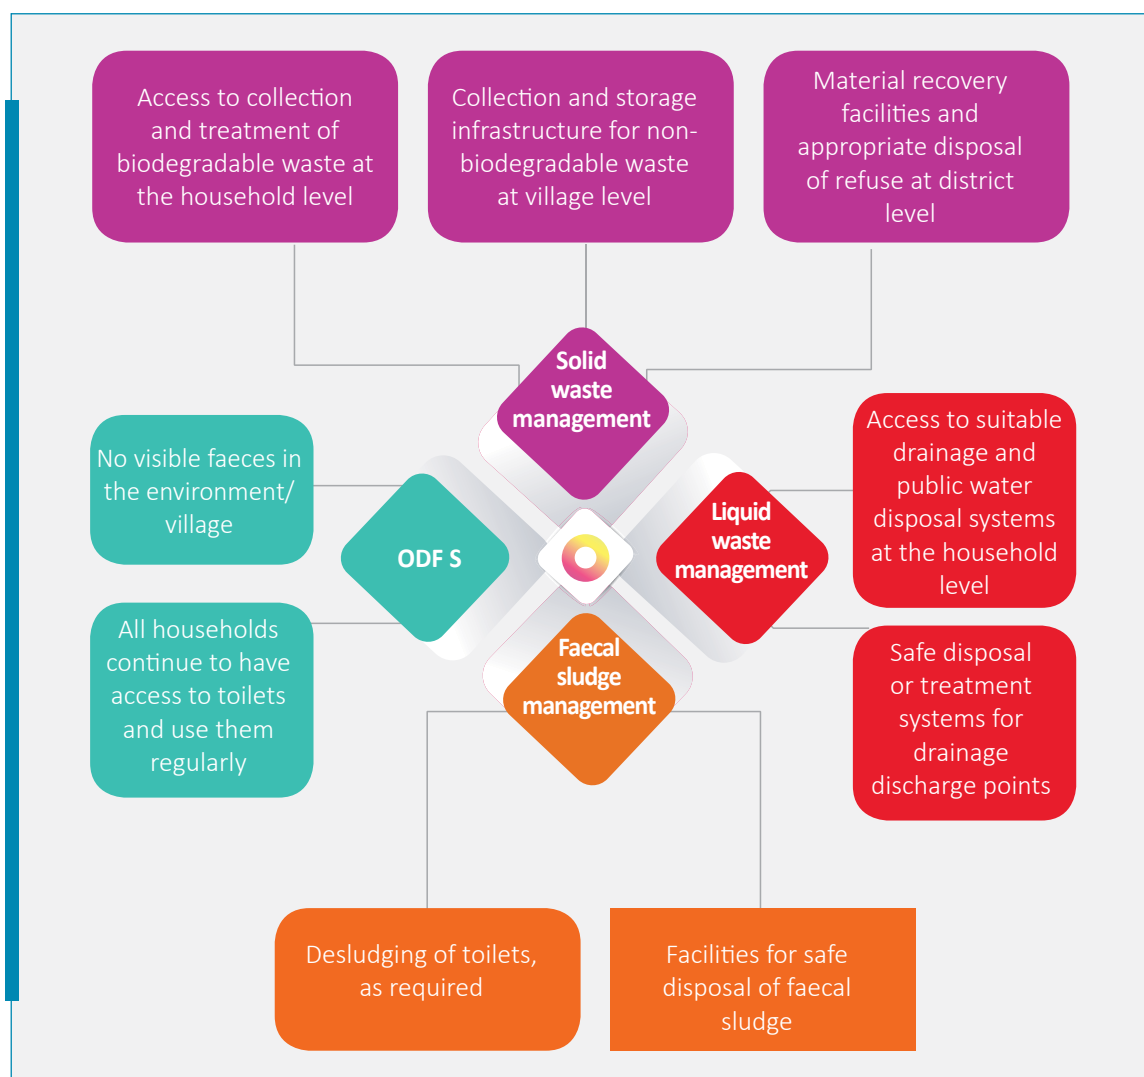 Access to collection
and treatment of
biodegradable waste at
the household level
Collection and storage
infrastructure for non-
biodegradable waste
at village level
Material recovery
facilities and
appropriate disposal
of refuse at district
level
Solid
waste
management
No visible faeces in
the environment/
village
All households
continue to have
access to toilets
and use them
regularly
ODF S
Liquid
waste
management
Access to suitable
drainage and
public water
disposal systems
at the household
level
Safe disposal
or treatment
systems for
drainage
discharge points
Faecal
sludge
management
Desludging of toilets,
as required
Facilities for safe
disposal of faecal
sludge